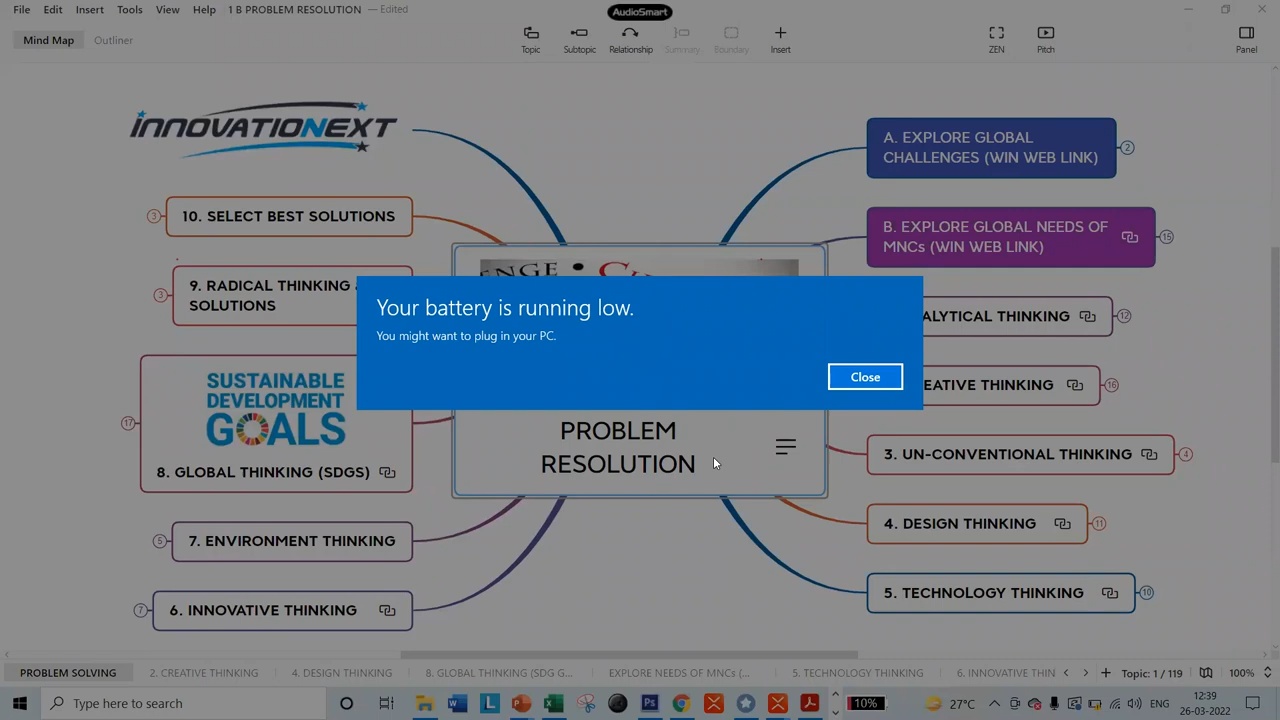 File Edit Insert Tools View Help 1 B PROBLEM RESOLUTION — Edited
AudioSmart
Mind Map Outliner
Topic Subtopic Relationship Summary Boundary Insert ZEN Pitch Panel
INNOVATIONEXT
10. SELECT BEST SOLUTIONS
3
9. RADICAL THINKING
SOLUTIONS
3
SUSTAINABLE
DEVELOPMENT
GOALS
8. GLOBAL THINKING (SDGS)
17
7. ENVIRONMENT THINKING
5
6. INNOVATIVE THINKING
7
Your battery is running low.
You might want to plug in your PC.
Close
PROBLEM
RESOLUTION
A. EXPLORE GLOBAL
CHALLENGES (WIN WEB LINK)
2
B. EXPLORE GLOBAL NEEDS OF
MNCs (WIN WEB LINK)
15
ALYTICAL THINKING
12
EATIVE THINKING
16
3. UN-CONVENTIONAL THINKING
4
4. DESIGN THINKING
11
5. TECHNOLOGY THINKING
10
PROBLEM SOLVING 2. CREATIVE THINKING 4. DESIGN THINKING 8. GLOBAL THINKING (SDG G... EXPLORE NEEDS OF MNCs (... 5. TECHNOLOGY THINKING 6. INNOVATIVE THIN Topic: 1 / 119 100%
Type here to search
10%
27°C
ENG
12:39
26-03-2022